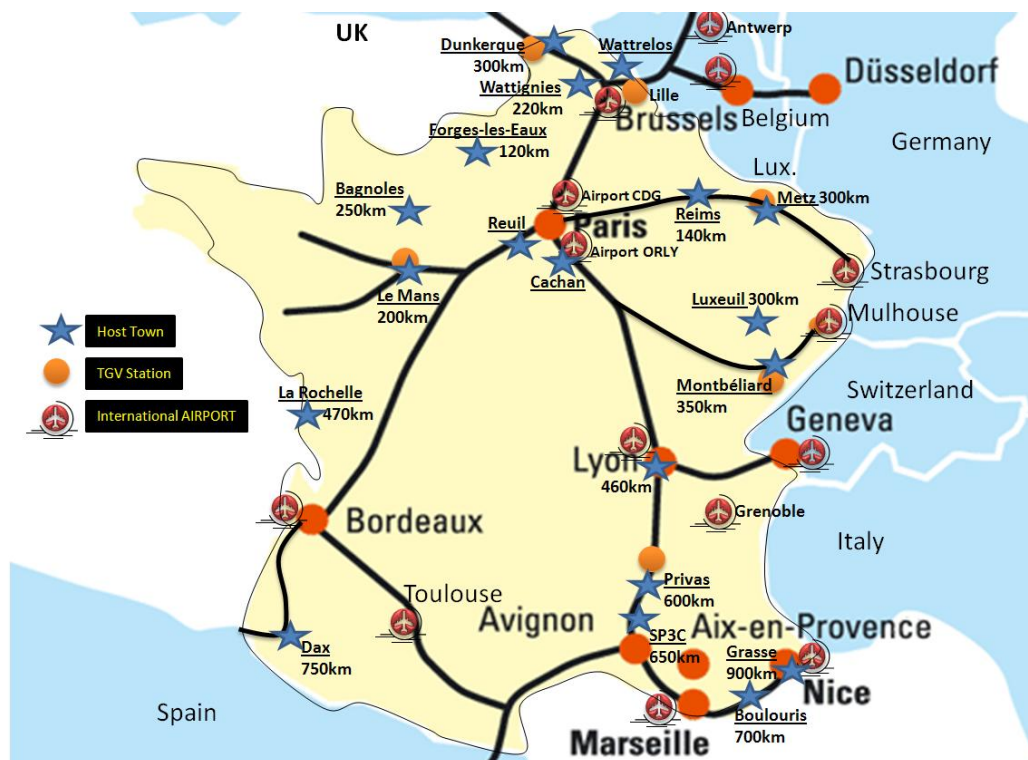 UK
Antwerp
Dunkerque
300km
Wattrelos
Düsseldorf
Wattignies
220km
Lille
Brussels
Belgium
Germany
Forges-les-Eaux
120km
Lux.
Bagnoles
250km
Airport CDG
Metz 300km
Reims
140km
Reuil
Paris
Airport ORLY
Cachan
Strasbourg
Le Mans
200km
Luxeuil 300km
Mulhouse
Host Town
TGV Station
International AIRPORT
La Rochelle
470km
Montbéliard
350km
Switzerland
Geneva
Lyon
460km
Grenoble
Bordeaux
Italy
Toulouse
Privas
600km
Avignon
SP3C
650km
Aix-en-Provence
Grasse
900km
Dax
750km
Nice
Spain
Boulouris
700km
Marseille